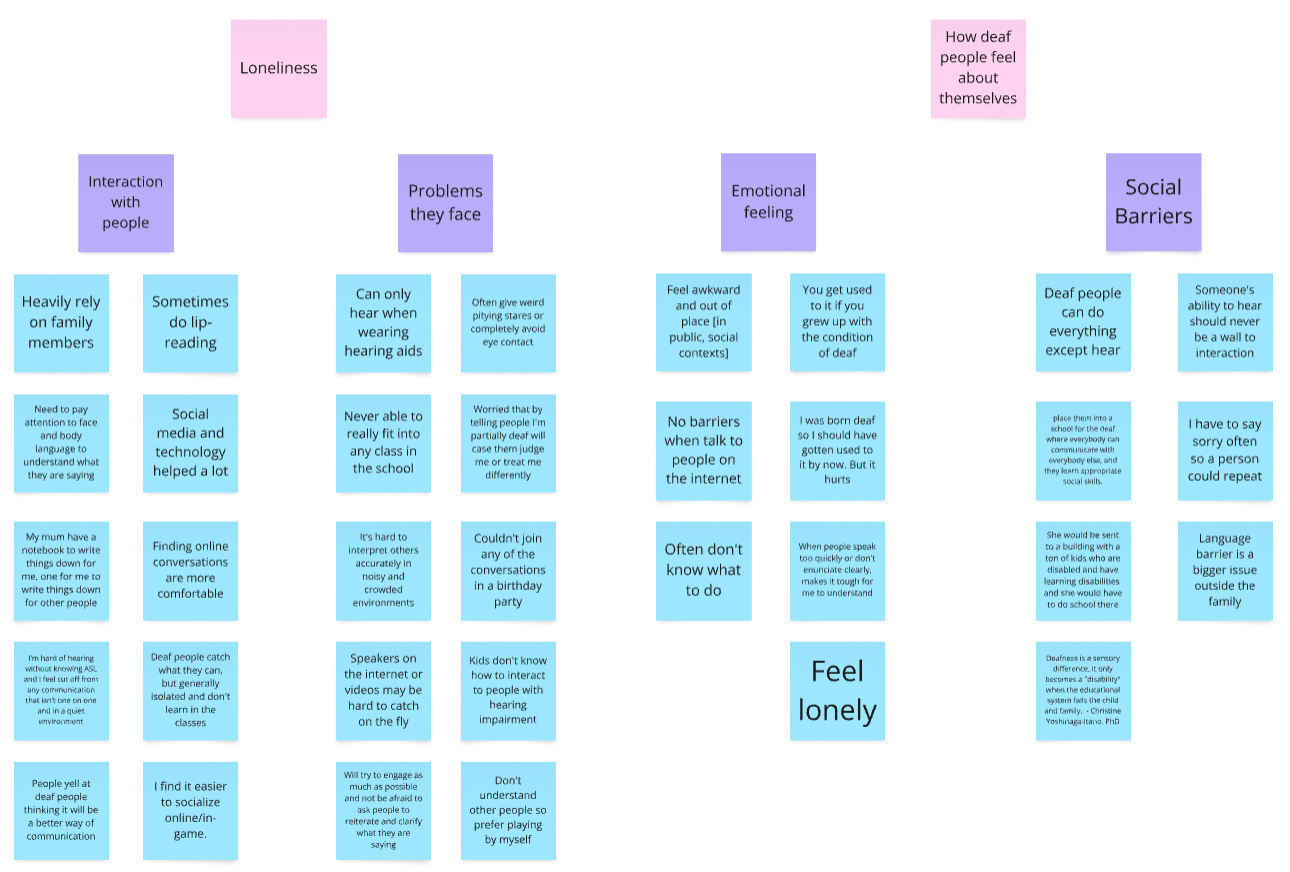 Loneliness
How deaf
people feel
about
themselves
Interaction
with
people
Problems
they face
Emotional
feeling
Social
Barriers
Heavily rely
on family
members
Sometimes
do lip-
reading
Need to pay
attention to face
and body
language to
understand what
they are saying
Social
media and
technology
helped a lot
My mum have a
notebook to write
things down for
me, one for me to
write things down
for other people
Finding online
conversations
are more
comfortable
I'm hard of hearing
without knowing ASL
and I feel cut off from
any communication
that isn't one on one
and in a quiet
environment
Deaf people catch
what they can,
but generally
isolated and don't
learn in the
classes
People yell at
deaf people
thinking it will be
a better way of
communication
I find it easier
to socialize
online/in-
game.
Can only
hear when
wearing
hearing aids
Often give weird
pitying stares or
completely avoid
eye contact
Never able to
really fit into
any class in
the school
Worried that by
telling people I'm
partially deaf will
case them judge
me or treat me
differently
It's hard to
interpret others
accurately in
noisy and
crowded
environments
Couldn't join
any of the
conversations
in a birthday
party
Speakers on
the internet or
videos may be
hard to catch
on the fly
Kids don't know
how to interact
to people with
hearing
impairment
Will try to engage as
much as possible
and not be afraid to
ask people to
reiterate and clarify
what they are
saying
Don't
understand
other people so
prefer playing
by myself
Feel awkward
and out of
place [in
public, social
contexts]
You get used
to it if you
grew up with
the condition
of deaf
No barriers
when talk to
people on
the internet
I was born deaf
so I should have
gotten used to
it by now. But it
hurts
Often don't
know what
to do
When people speak
too quickly or don't
enunciate clearly,
makes it tough for
me to understand
Feel
lonely
Deaf people
can do
everything
except hear
Someone's
ability to hear
should never
be a wall to
interaction
place them into a
school for the deaf
where everybody can
communicate with
everybody else, and
they learn appropriate
social skills.
I have to say
sorry often
so a person
could repeat
She would be sent
to a building with a
ton of kids who are
disabled and have
learning disabilities
and she would have
to do school there
Language
barrier is a
bigger issue
outside the
family
Deafness is a sensory
difference. It only
becomes a "disability"
when the educational
system fails the child
and family. - Christine
Yoshinaga-Itano, PhD